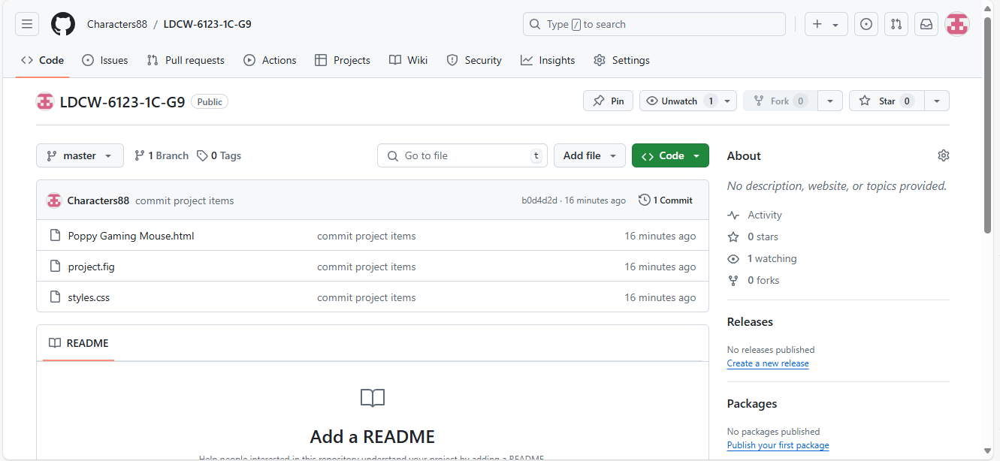 Characters88 / LDCW-6123-1C-G9
Type / to search
Code Issues Pull requests Actions Projects Wiki Security Insights Settings
LDCW-6123-1C-G9 Public
Pin Unwatch 1 Fork 0 Star 0
master 1 Branch 0 Tags
Go to file t Add file Code
Characters88 commit project items b0d4d2d · 16 minutes ago 1 Commit
Poppy Gaming Mouse.html commit project items 16 minutes ago
project.fig commit project items 16 minutes ago
styles.css commit project items 16 minutes ago
README
Add a README
Help people interested in this repository understand your project by adding a README.
About
No description, website, or topics provided.
Activity
0 stars
1 watching
0 forks
Releases
No releases published
Create a new release
Packages
No packages published
Publish your first package